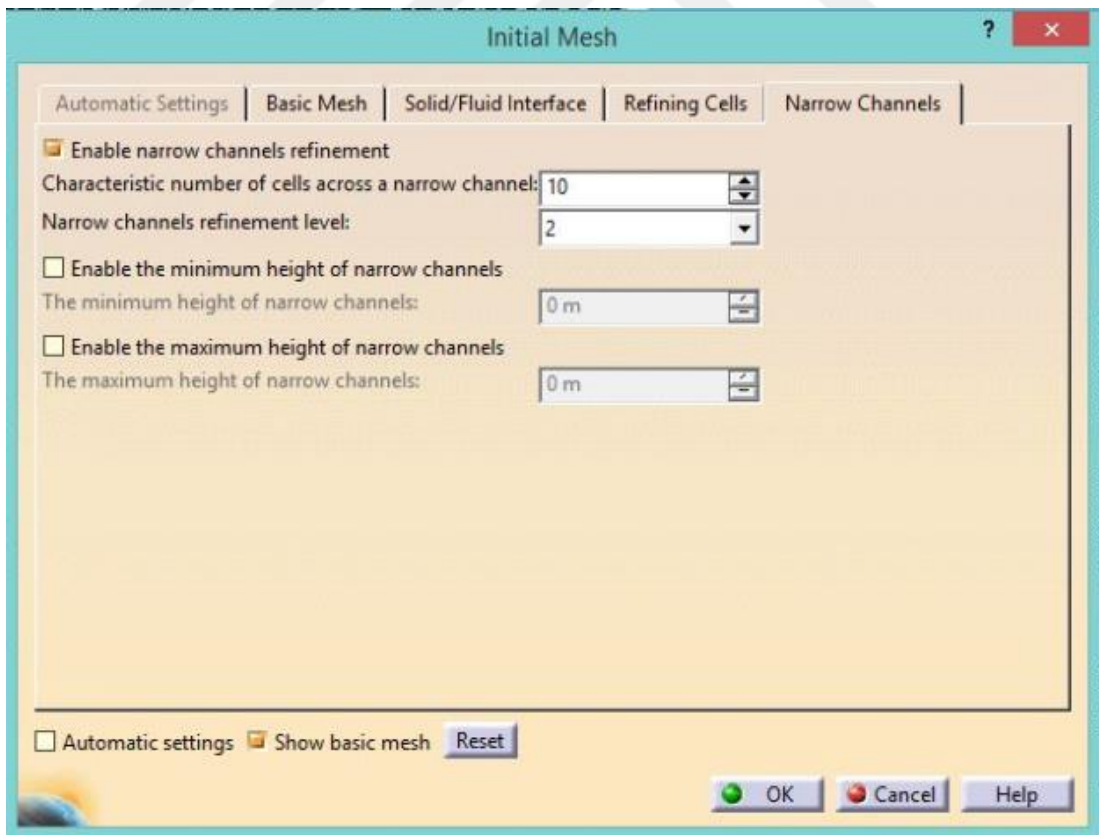 Initial Mesh ?
Automatic Settings Basic Mesh Solid/Fluid Interface Refining Cells Narrow Channels
Enable narrow channels refinement
Characteristic number of cells across a narrow channel: 10
Narrow channels refinement level: 2
Enable the minimum height of narrow channels
The minimum height of narrow channels: 0 m
Enable the maximum height of narrow channels
The maximum height of narrow channels: 0 m
Automatic settings Show basic mesh Reset
OK Cancel Help